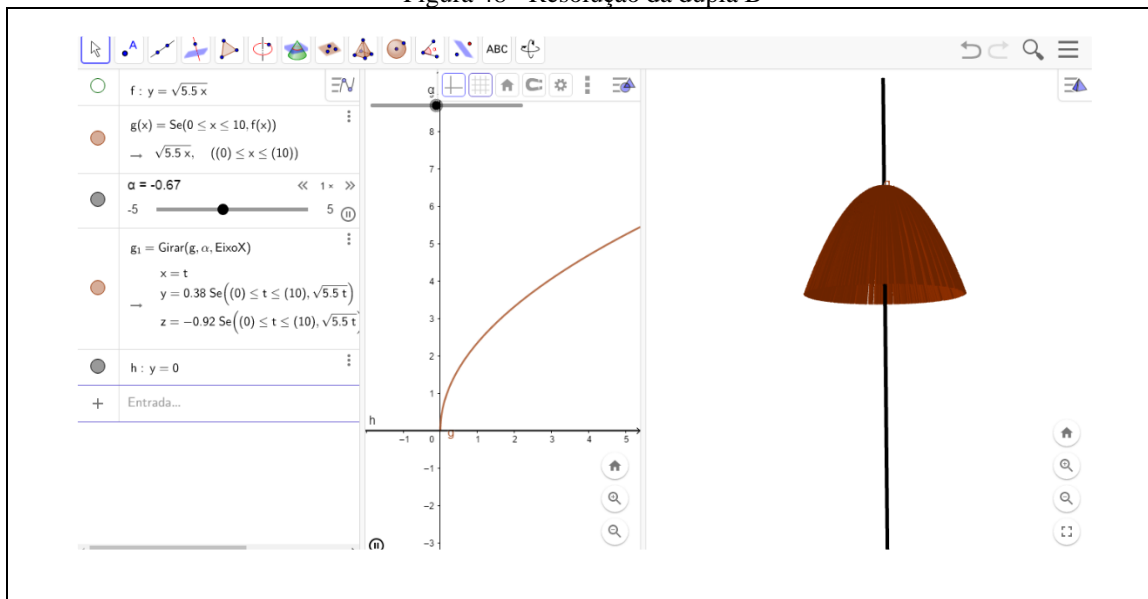 Figura 48 - Resolução da dupla B
ABC
f : y = √5.5 x
g(x) = Se(0 ≤ x ≤ 10, f(x))
→ √5.5 x, ((0) ≤ x ≤ (10))
α = -0.67
1 ×
-5
5
g₁ = Girar(g, α, EixoX)
x = t
y = 0.38 Se((0) ≤ t ≤ (10), √5.5 t)
→
z = −0.92 Se((0) ≤ t ≤ (10), √5.5 t)
h : y = 0
+ Entrada...
g
8
7
6
5
4
3
2
1
h
−1 0 g 1 2 3 4 5
−1
−2
−3